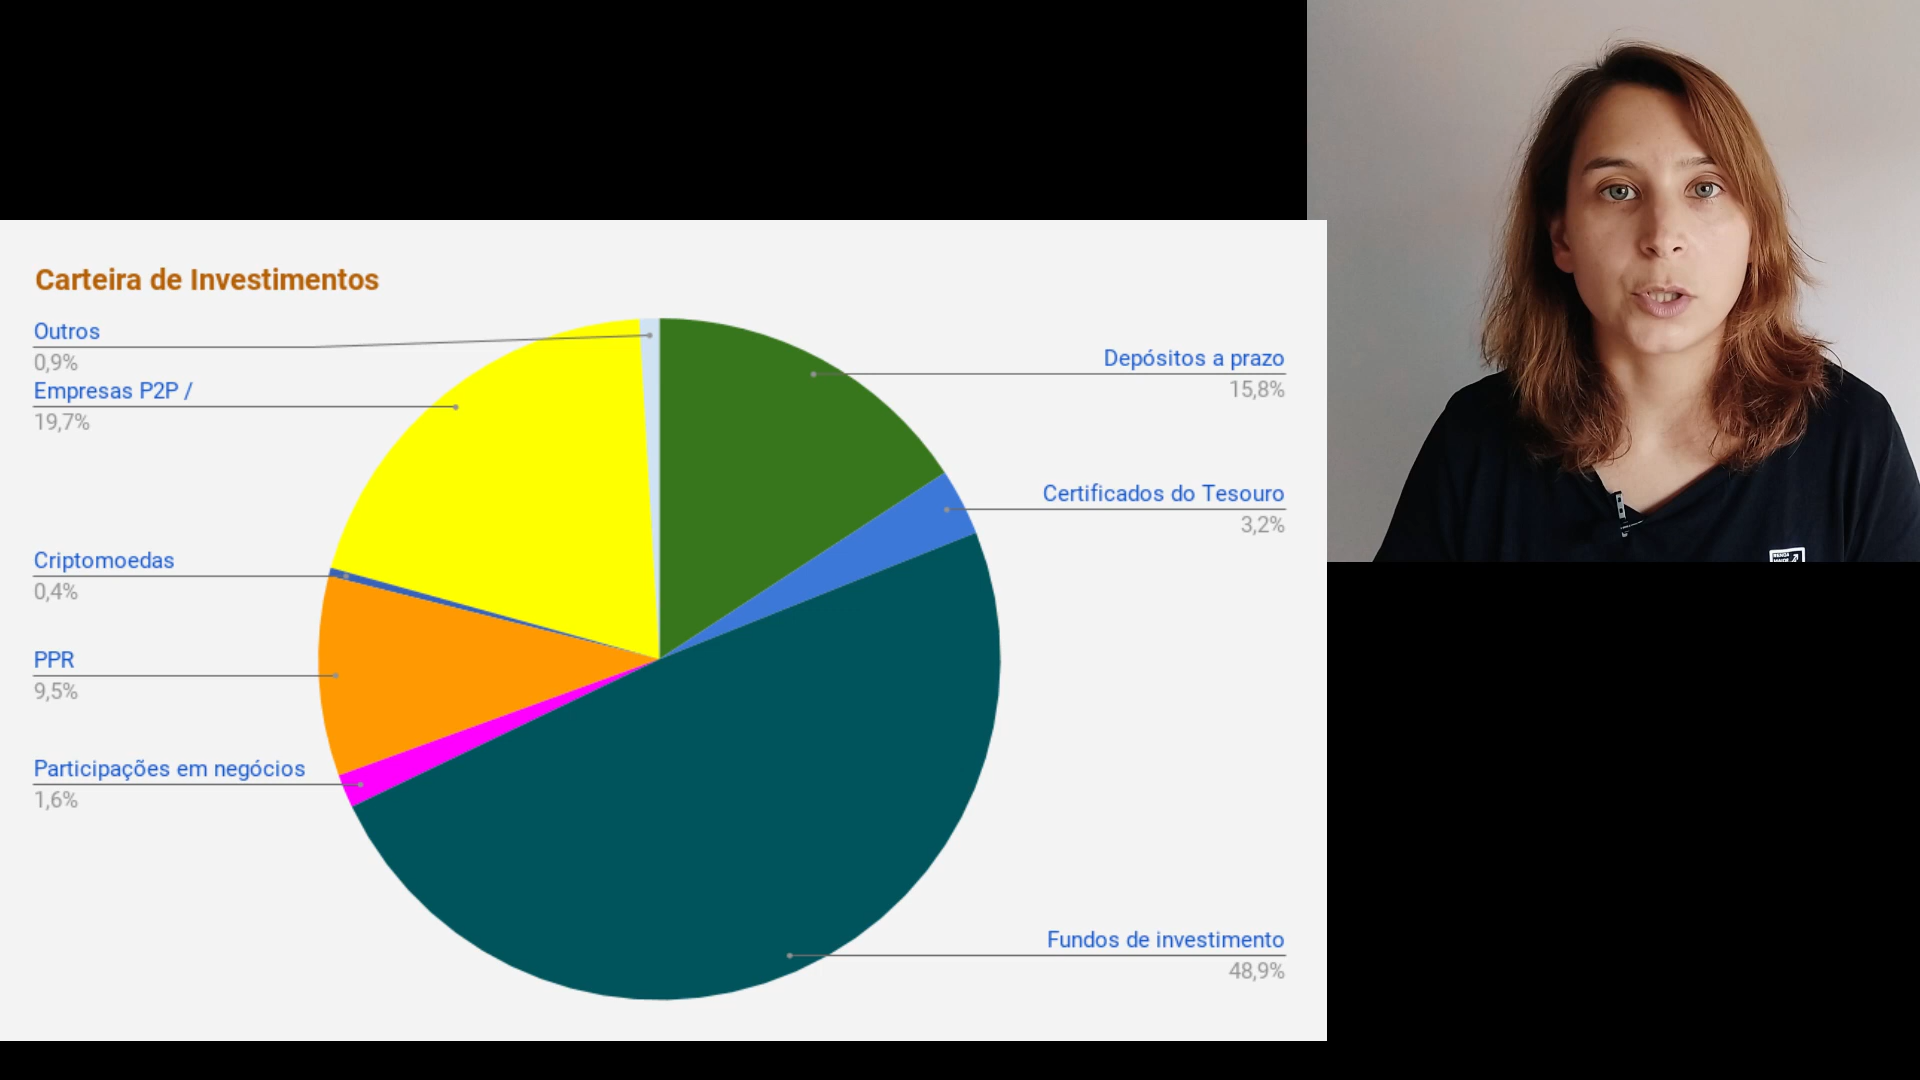 Carteira de Investimentos
Outros
0,9%
Empresas P2P /
19,7%
Criptomoedas
0,4%
PPR
9,5%
Participações em negócios
1,6%
Depósitos a prazo
15,8%
Certificados do Tesouro
3,2%
Fundos de investimento
48,9%